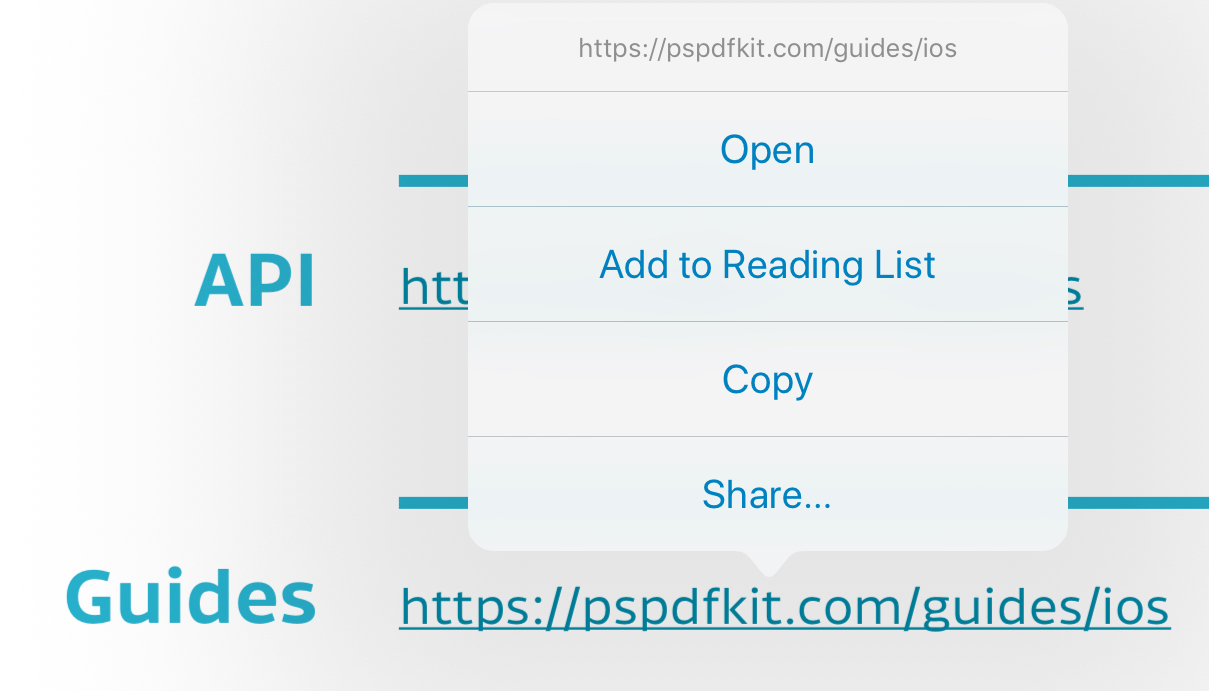 https://pspdfkit.com/guides/ios
Open
Add to Reading List
API
Copy
Share...
Guides https://pspdfkit.com/guides/ios